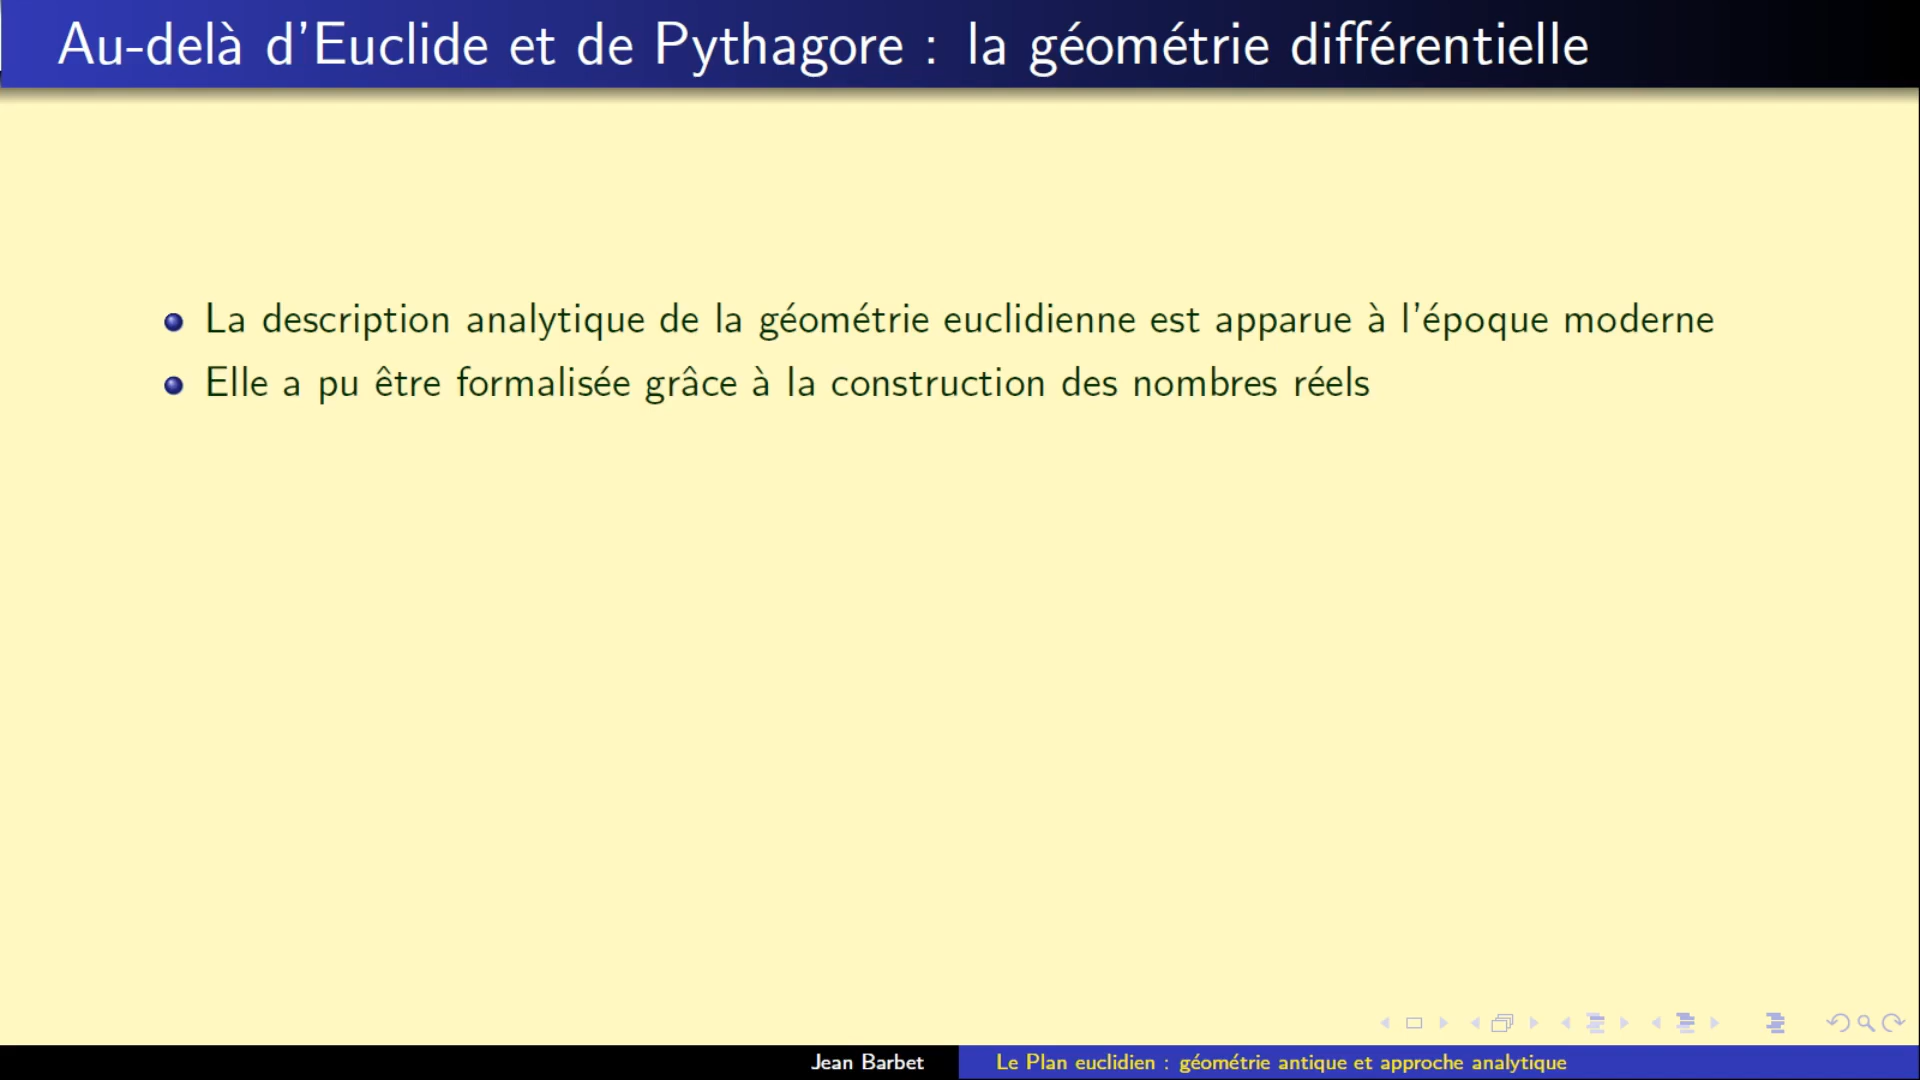 Au-delà d'Euclide et de Pythagore : la géométrie différentielle
La description analytique de la géométrie euclidienne est apparue à l'époque moderne
Elle a pu être formalisée grâce à la construction des nombres réels
Jean Barbet
Le Plan euclidien : géométrie antique et approche analytique